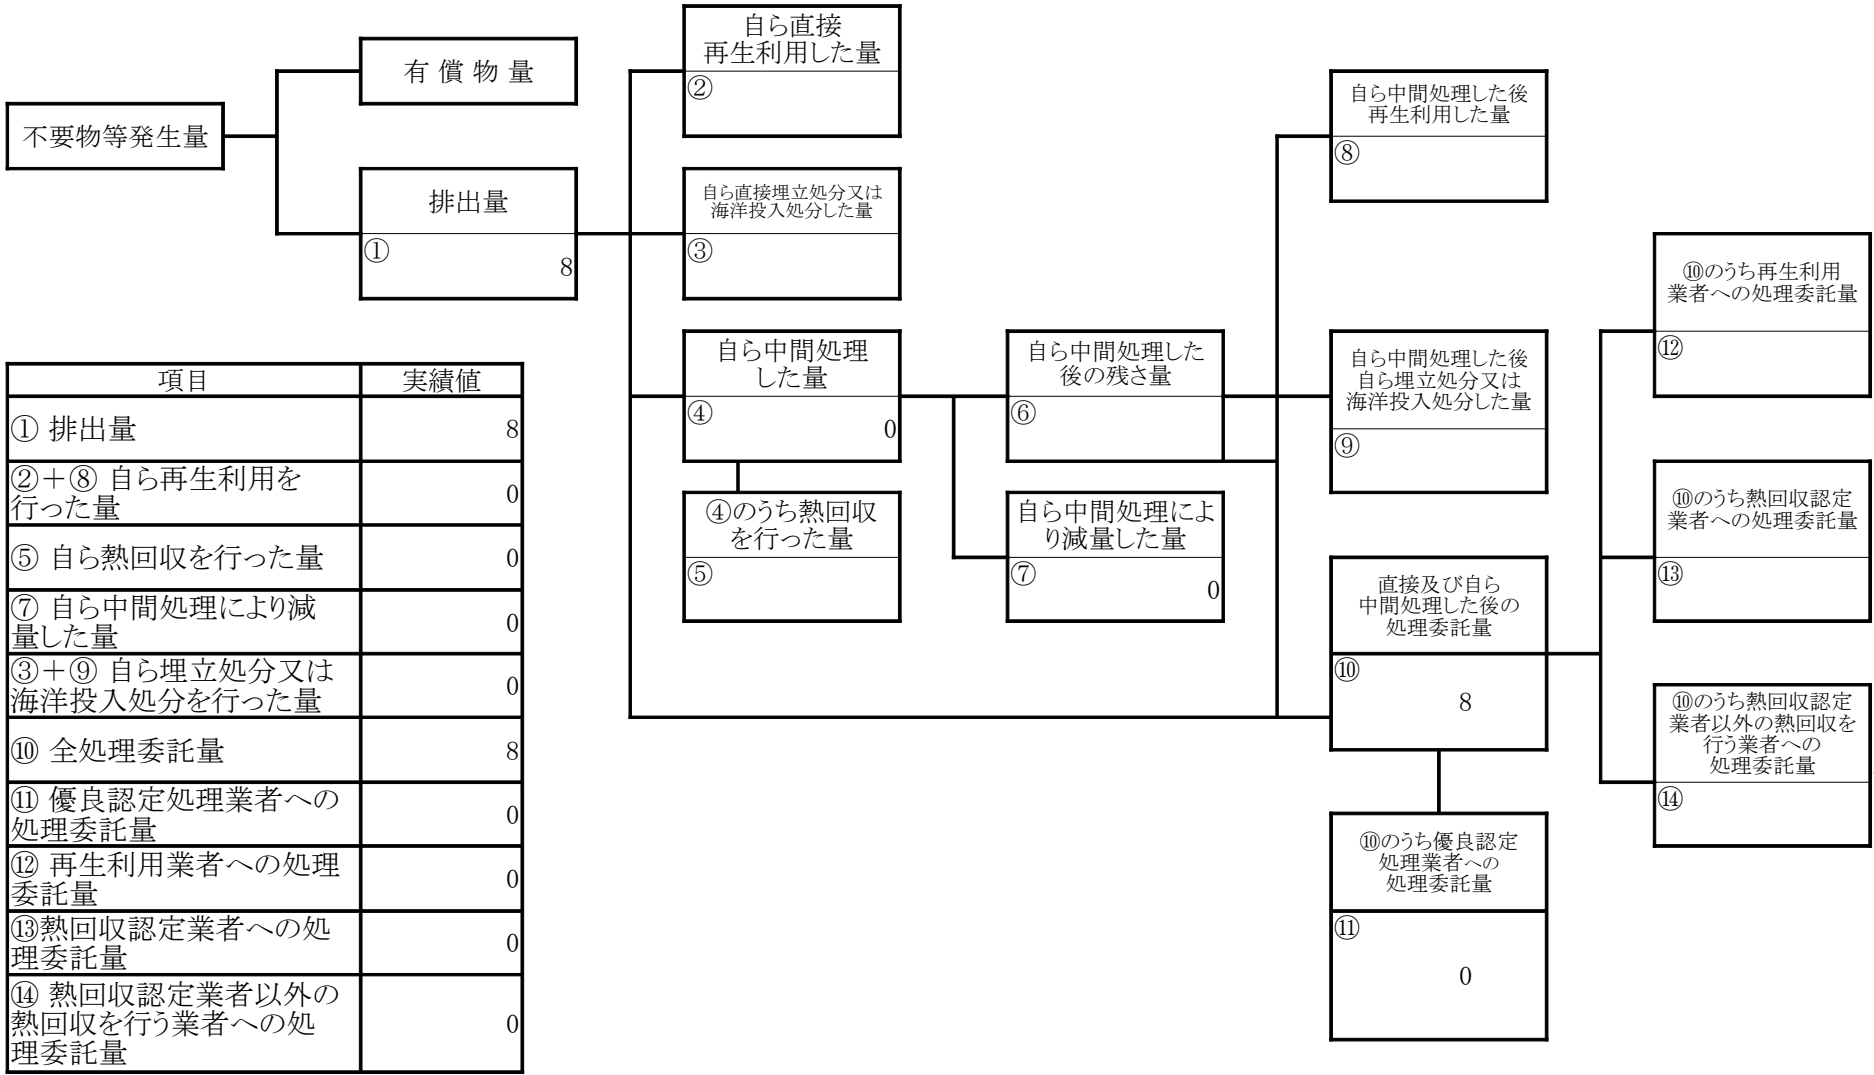 自ら直接
再生利用した量
②
有 償 物 量
不要物等発生量
排出量
①
8
自ら直接埋立処分又は
海洋投入処分した量
③
自ら中間処理した後
再生利用した量
⑧
⑩のうち再生利用
業者への処理委託量
⑫
自ら中間処理
した量
④
0
自ら中間処理した
後の残さ量
⑥
自ら中間処理した後
自ら埋立処分又は
海洋投入処分した量
⑨
④のうち熱回収
を行った量
⑤
自ら中間処理によ
り減量した量
⑦
0
⑩のうち熱回収認定
業者への処理委託量
⑬
直接及び自ら
中間処理した後の
処理委託量
⑩
8
⑩のうち熱回収認定
業者以外の熱回収を
行う業者への
処理委託量
⑭
⑩のうち優良認定
処理業者への
処理委託量
⑪
0
項目 実績値
① 排出量 8
②＋⑧ 自ら再生利用を
行った量 0
⑤ 自ら熱回収を行った量 0
⑦ 自ら中間処理により減
量した量 0
③＋⑨ 自ら埋立処分又は
海洋投入処分を行った量 0
⑩ 全処理委託量 8
⑪ 優良認定処理業者への
処理委託量 0
⑫ 再生利用業者への処理
委託量 0
⑬熱回収認定業者への処
理委託量 0
⑭ 熱回収認定業者以外の
熱回収を行う業者への処
理委託量 0